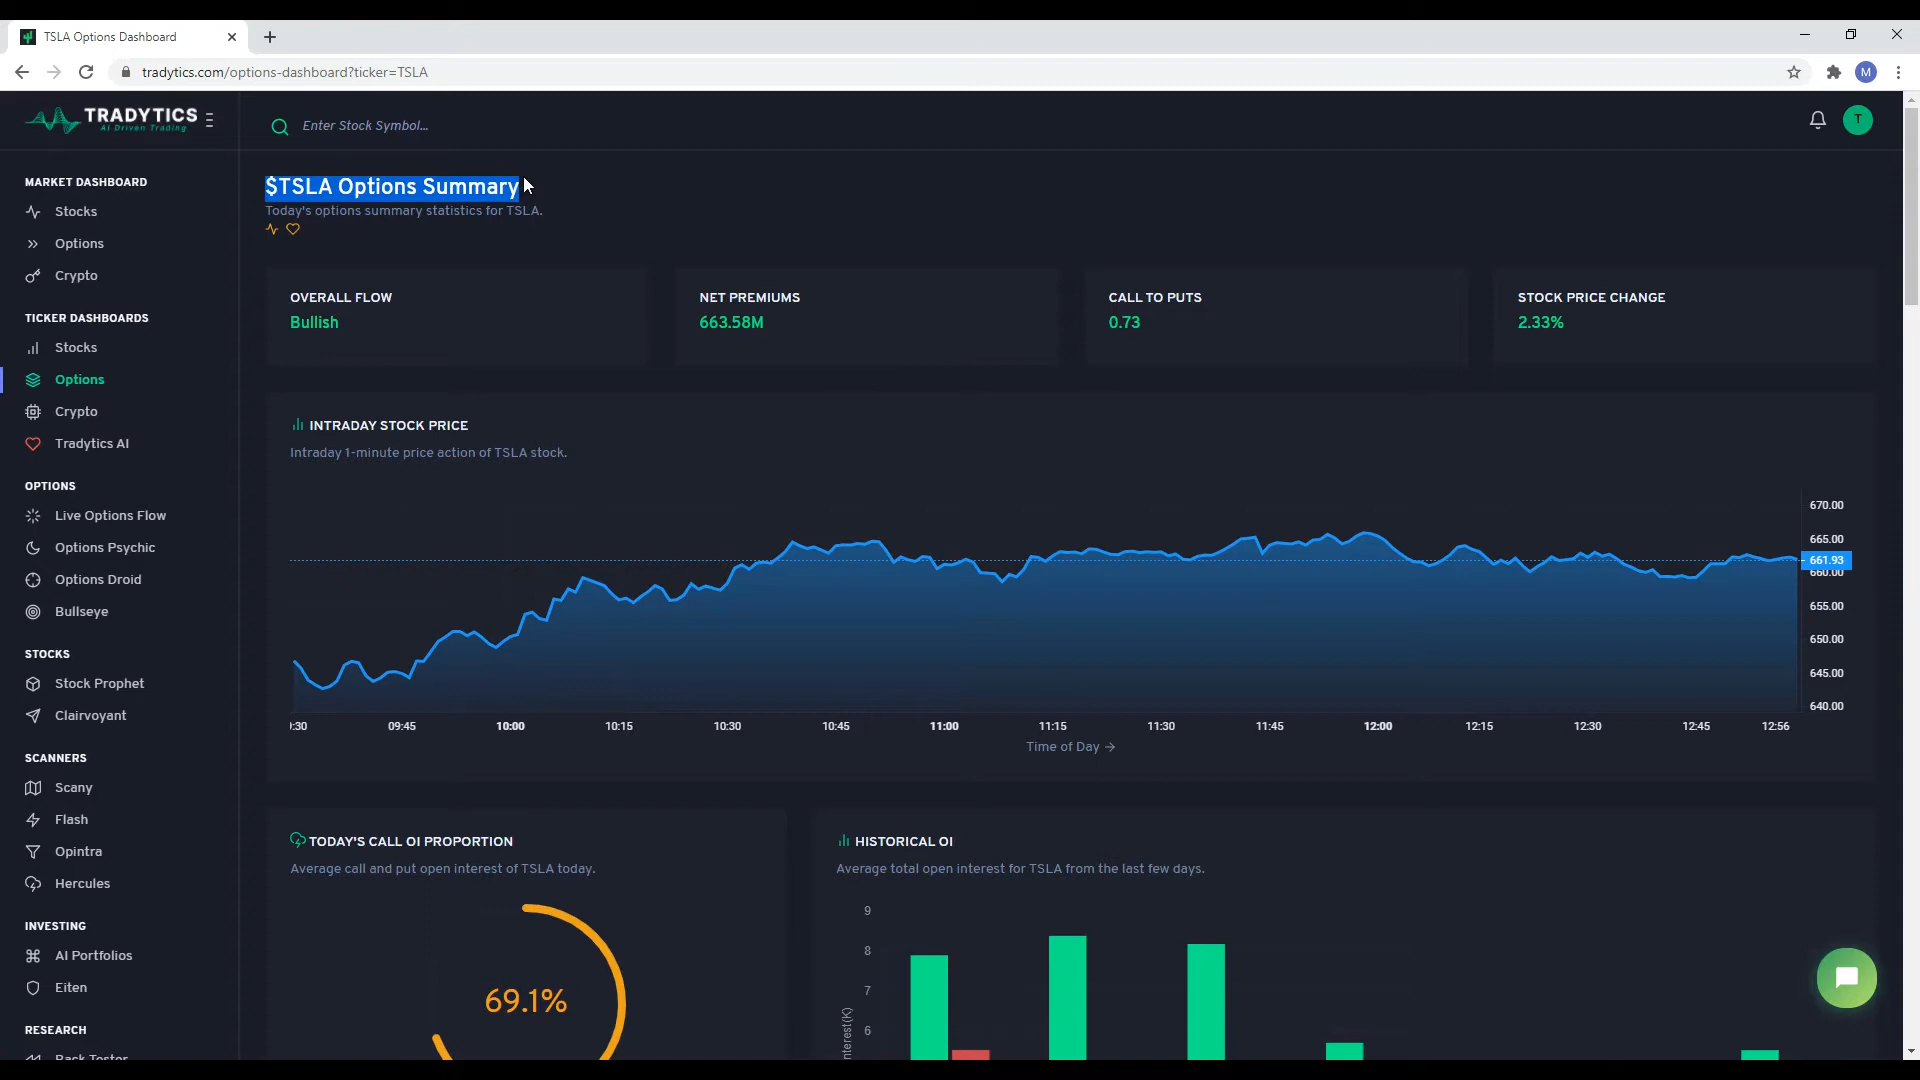 TSLA Options Dashboard
tradytics.com/options-dashboard?ticker=TSLA
M
TRADYTICS
AI Driven Trading
Enter Stock Symbol...
T
MARKET DASHBOARD
Stocks
Options
Crypto
TICKER DASHBOARDS
Stocks
Options
Crypto
Tradytics AI
OPTIONS
Live Options Flow
Options Psychic
Options Droid
Bullseye
STOCKS
Stock Prophet
Clairvoyant
SCANNERS
Scany
Flash
Opintra
Hercules
INVESTING
AI Portfolios
Eiten
RESEARCH
Back Tester
$TSLA Options Summary
Today's options summary statistics for TSLA.
OVERALL FLOW
Bullish
NET PREMIUMS
663.58M
CALL TO PUTS
0.73
STOCK PRICE CHANGE
2.33%
INTRADAY STOCK PRICE
Intraday 1-minute price action of TSLA stock.
670.00
665.00
661.93
660.00
655.00
650.00
645.00
640.00
:30 09:45 10:00 10:15 10:30 10:45 11:00 11:15 11:30 11:45 12:00 12:15 12:30 12:45 12:56
Time of Day →
TODAY'S CALL OI PROPORTION
Average call and put open interest of TSLA today.
69.1%
HISTORICAL OI
Average total open interest for TSLA from the last few days.
9
8
7
6
nterest(K)